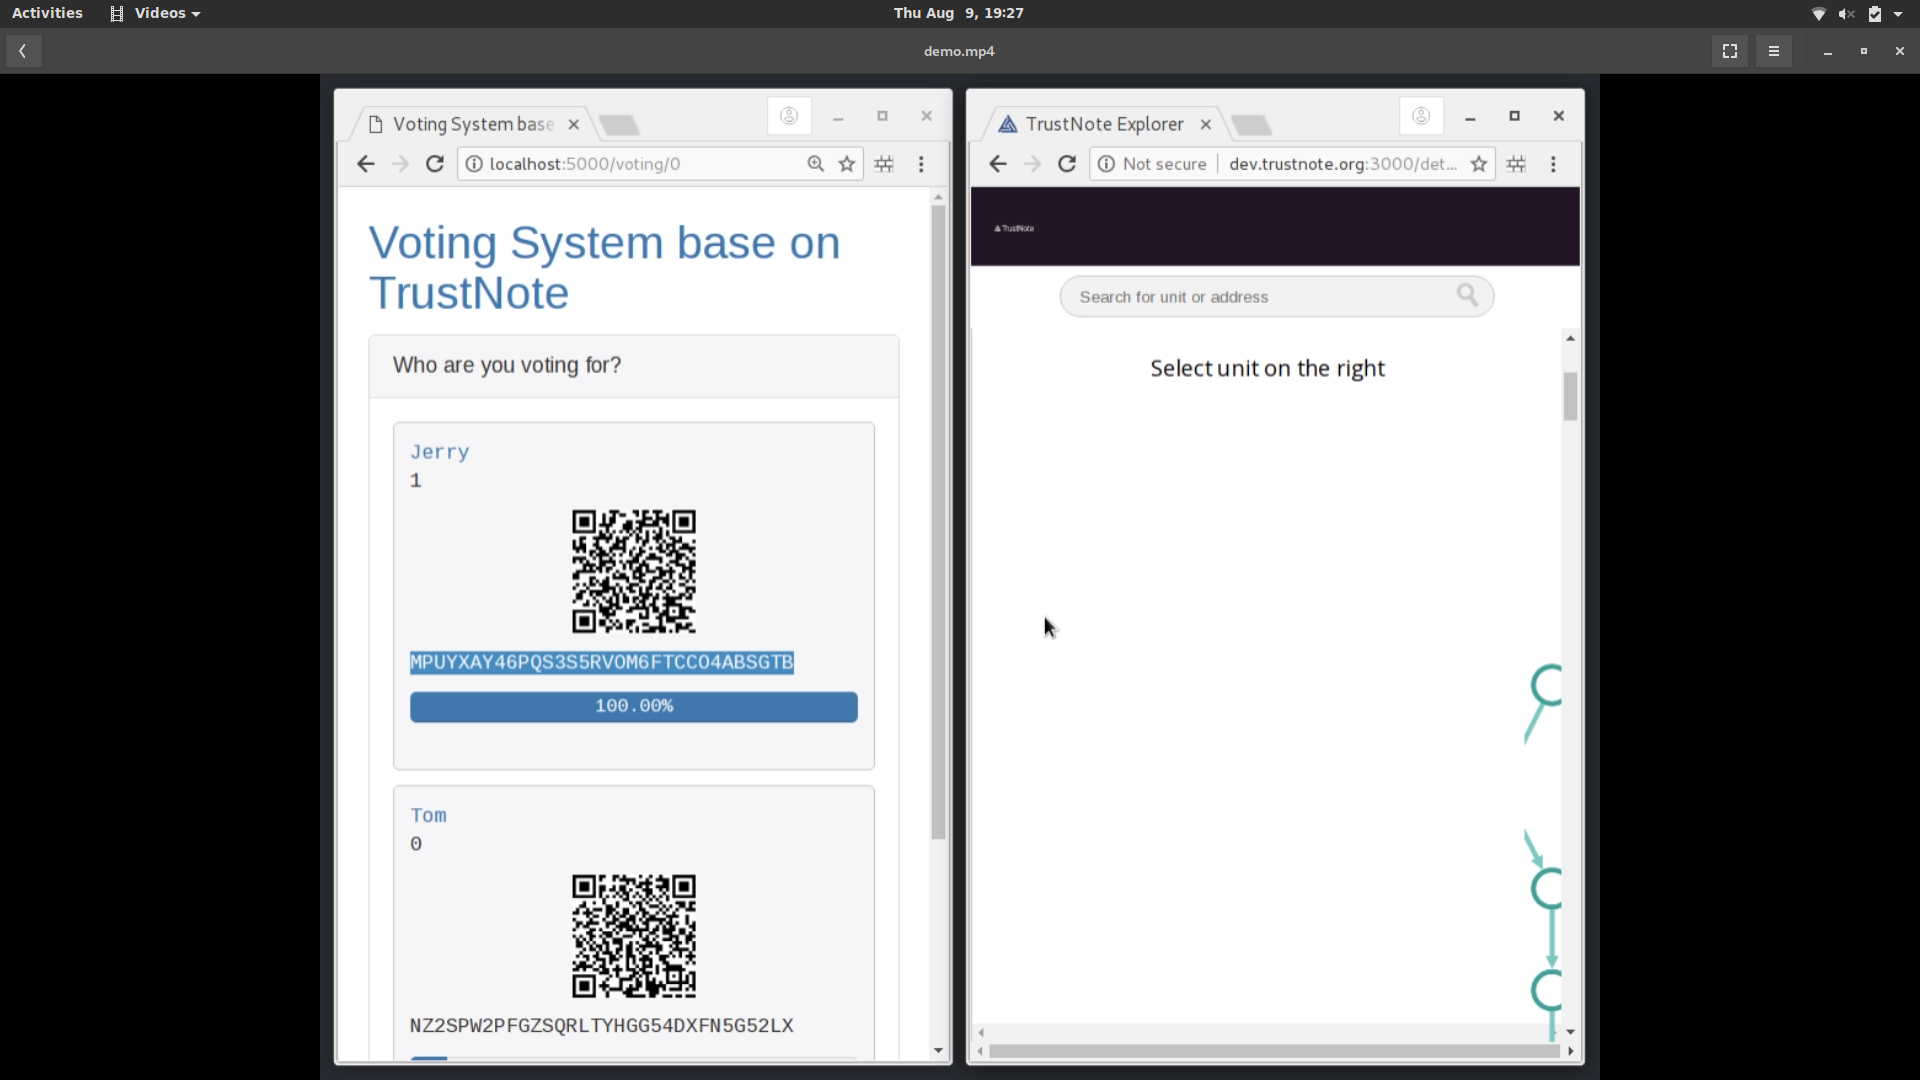 Activities
Videos
Thu Aug 9, 19:27
demo.mp4
Voting System base
localhost:5000/voting/0
Voting System base on
TrustNote
Who are you voting for?
Jerry
1
MPUYXAY46PQS3S5RVOM6FTCCO4ABSGTB
100.00%
Tom
0
NZ2SPW2PFGZSQRLTYHGG54DXFN5G52LX
TrustNote Explorer
Not secure
dev.trustnote.org:3000/det...
TrustNote
Search for unit or address
Select unit on the right